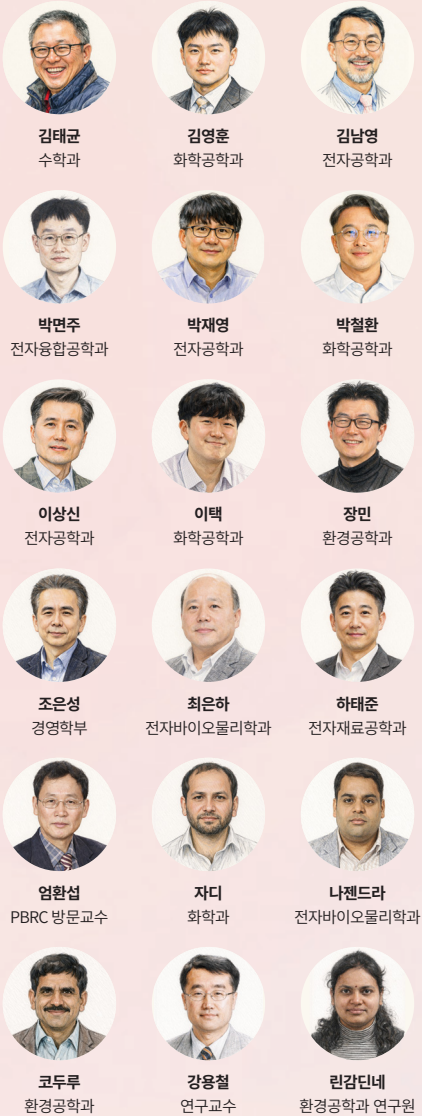 김태균
수학과
김영훈
화학공학과
김남영
전자공학과
박면주
전자융합공학과
박재영
전자공학과
박철환
화학공학과
이상신
전자공학과
이택
화학공학과
장민
환경공학과
조은성
경영학부
최은하
전자바이오물리학과
하태준
전자재료공학과
엄환섭
PBRC 방문교수
자디
화학과
나젠드라
전자바이오물리학과
코두루
환경공학과
강용철
연구교수
린감딘네
환경공학과 연구원